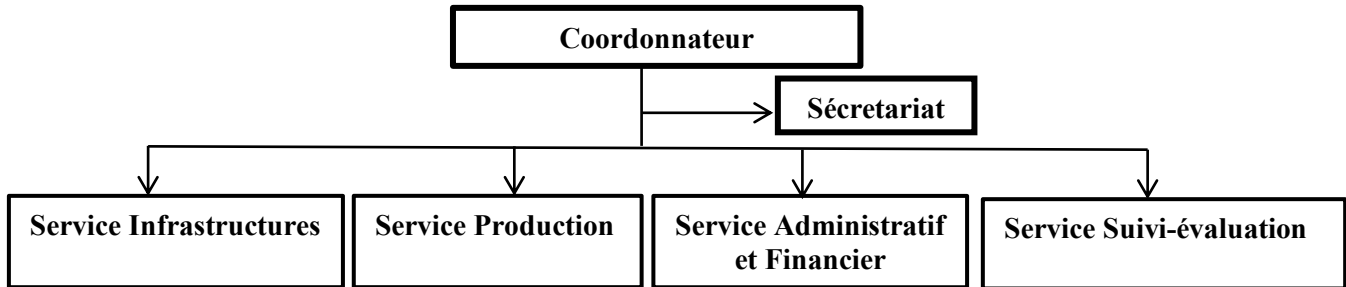 Coordonnateur
Sécretariat
Service Infrastructures
Service Production
Service Administratif
et Financier
Service Suivi-évaluation